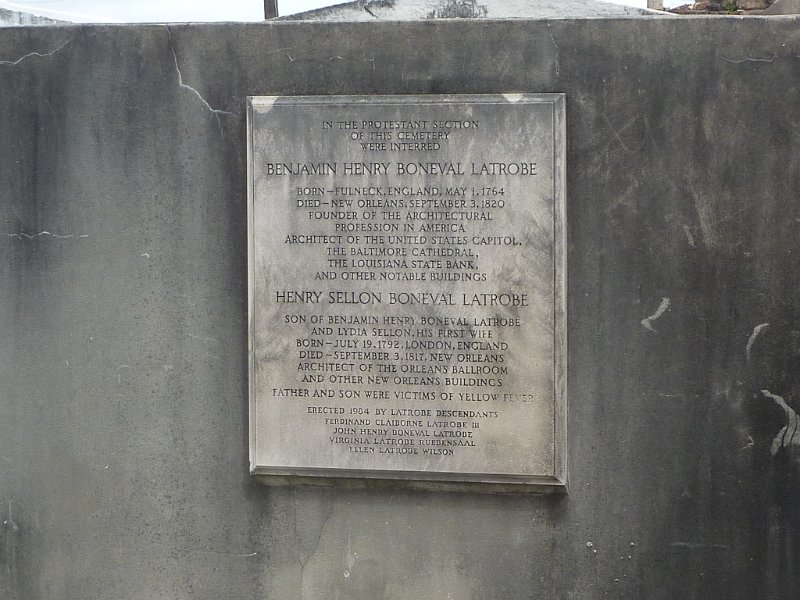 IN THE PROTESTANT SECTION
OF THIS CEMETERY
WERE INTERRED
BENJAMIN HENRY BONEVAL LATROBE
BORN–FULNECK, ENGLAND, MAY 1, 1764
DIED–NEW ORLEANS, SEPTEMBER 3, 1820
FOUNDER OF THE ARCHITECTURAL
PROFESSION IN AMERICA
ARCHITECT OF THE UNITED STATES CAPITOL,
THE BALTIMORE CATHEDRAL,
THE LOUISIANA STATE BANK,
AND OTHER NOTABLE BUILDINGS
HENRY SELLON BONEVAL LATROBE
SON OF BENJAMIN HENRY BONEVAL LATROBE
AND LYDIA SELLON, HIS FIRST WIFE
BORN–JULY 19, 1792, LONDON, ENGLAND
DIED–SEPTEMBER 3, 1817, NEW ORLEANS
ARCHITECT OF THE ORLEANS BALLROOM
AND OTHER NEW ORLEANS BUILDINGS
FATHER AND SON WERE VICTIMS OF YELLOW FEVER
ERECTED 1904 BY LATROBE DESCENDANTS
FERDINAND CLAIBORNE LATROBE III
JOHN HENRY BONEVAL LATROBE
VIRGINIA LATROBE RUEBENSAAL
ELLEN LATROBE WILSON